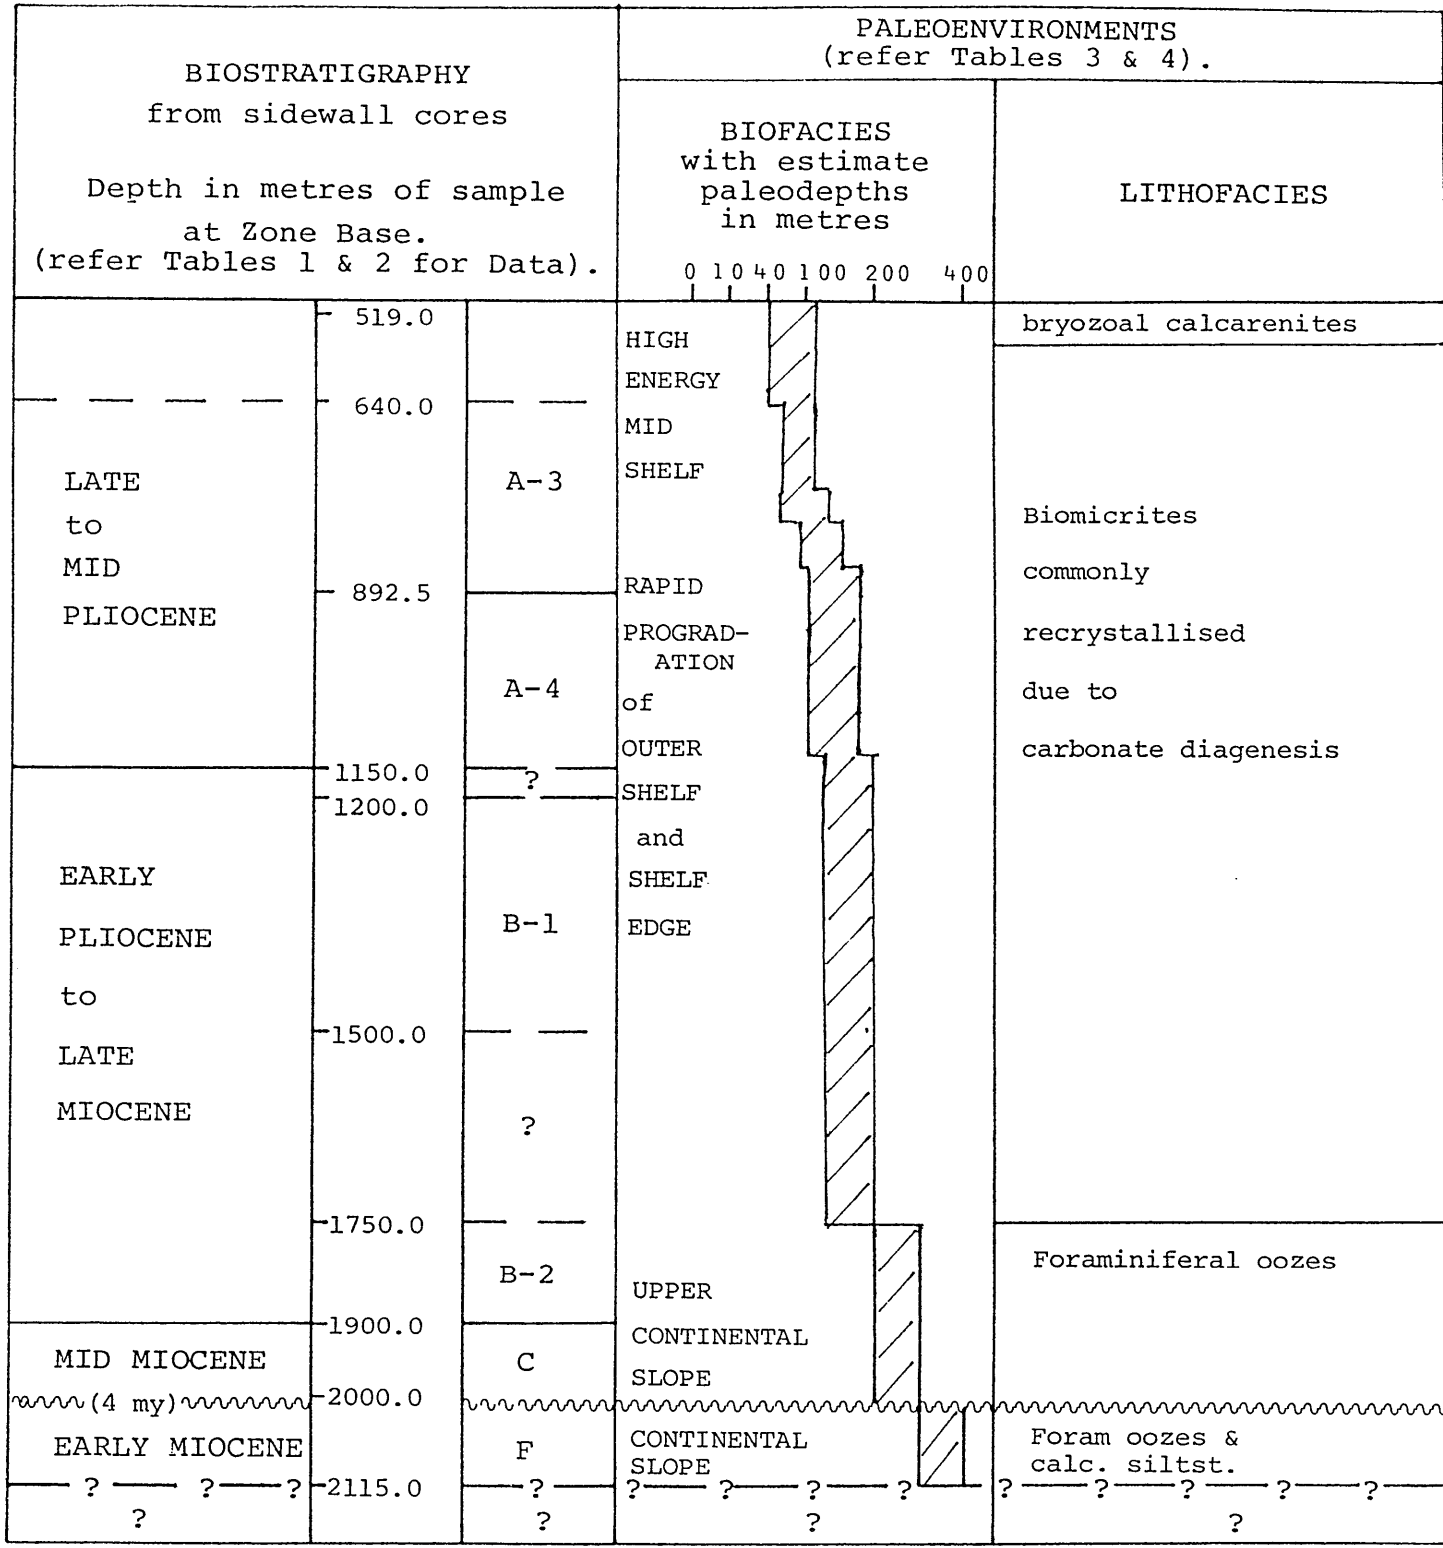 BIOSTRATIGRAPHY
from sidewall cores
Depth in metres of sample
at Zone Base.
(refer Tables 1 & 2 for Data).
PALEOENVIRONMENTS
(refer Tables 3 & 4).
BIOFACIES
with estimate
paleodepths
in metres
0 10 40 100 200 400
LITHOFACIES
519.0
640.0
892.5
1150.0
1200.0
1500.0
1750.0
1900.0
2000.0
2115.0
LATE
to
MID
PLIOCENE
EARLY
PLIOCENE
to
LATE
MIOCENE
MID MIOCENE
(4 my)
EARLY MIOCENE
? ? ?
?
A-3
A-4
?
B-1
?
B-2
C
F
?
?
HIGH
ENERGY
MID
SHELF
RAPID
PROGRAD-
ATION
of
OUTER
SHELF
and
SHELF
EDGE
UPPER
CONTINENTAL
SLOPE
CONTINENTAL
SLOPE
? ? ? ?
?
bryozoal calcarenites
Biomicrites
commonly
recrystallised
due to
carbonate diagenesis
Foraminiferal oozes
Foram oozes &
calc. siltst.
? ? ? ? ?
?